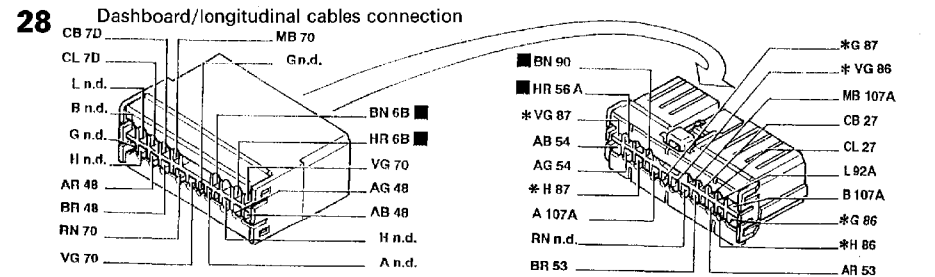 28 Dashboard/longitudinal cables connection
CB 7D
MB 70
CL 7D
G n.d.
L n.d.
B n.d.
G n.d.
H n.d.
AR 48
BR 48
RN 70
VG 70
BN 6B
HR 6B
VG 70
AG 48
AB 48
H n.d.
A n.d.
BN 90
HR 56 A
*VG 87
AB 54
AG 54
*H 87
A 107A
RN n.d.
BR 53
*G 87
*VG 86
MB 107A
CB 27
CL 27
L92A
B 107A
*G 86
*H 86
AR 53